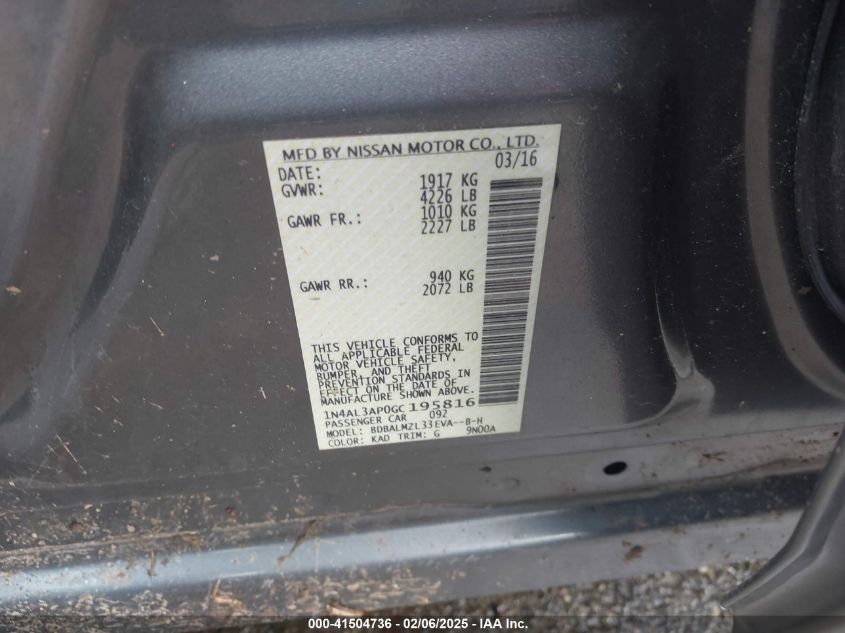 MFD BY NISSAN MOTOR CO., LTD.
DATE: 03/16
GVWR: 1917 KG
4226 LB
GAWR FR.: 1010 KG
2227 LB
GAWR RR.: 940 KG
2072 LB
THIS VEHICLE CONFORMS TO
ALL APPLICABLE FEDERAL
MOTOR VEHICLE SAFETY,
BUMPER, AND THEFT
PREVENTION STANDARDS IN
EFFECT ON THE DATE OF
MANUFACTURE SHOWN ABOVE.
1N4AL3AP0GC195816
PASSENGER CAR 092
MODEL: BDBALMZL33EVA--B-H
COLOR: KAD TRIM: G 9N00A
000-41504736 - 02/06/2025 - IAA Inc.